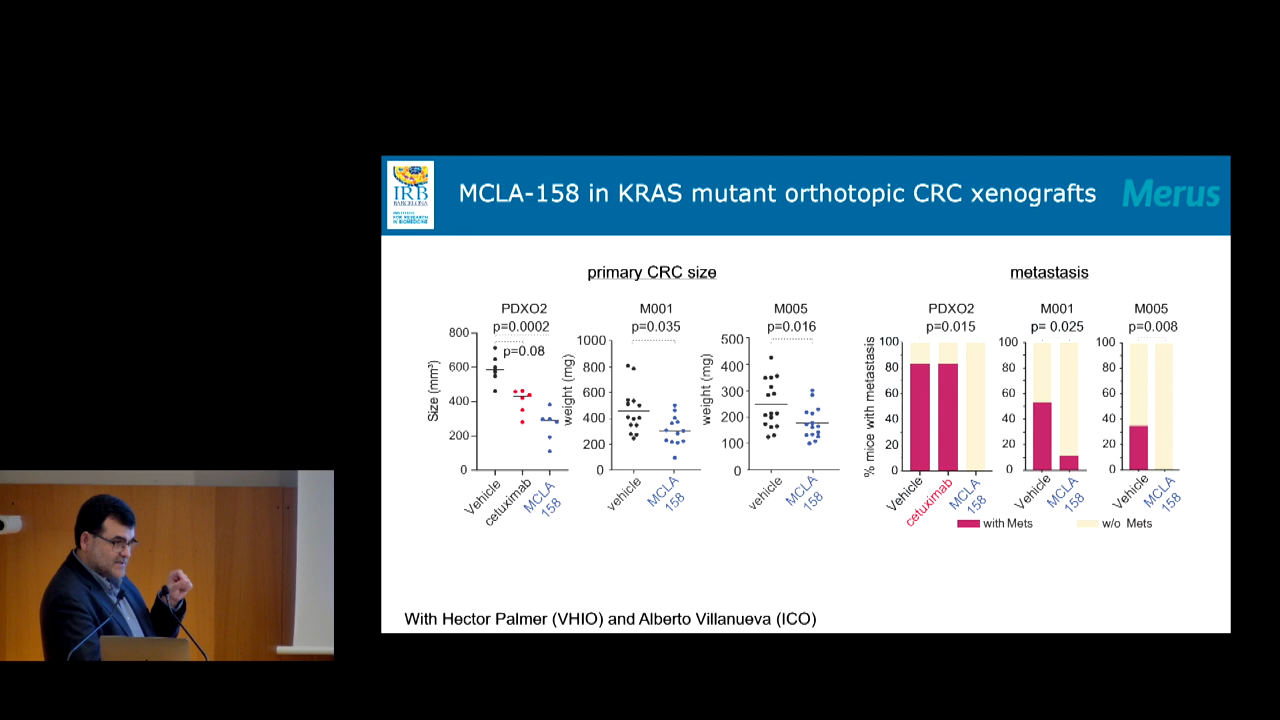 IRB
BARCELONA
INSTITUTE
FOR RESEARCH
IN BIOMEDICINE
MCLA-158 in KRAS mutant orthotopic CRC xenografts
Merus
primary CRC size
metastasis
PDXO2
p=0.0002
p=0.08
800
600
400
200
0
Size (mm³)
Vehicle
cetuximab
MCLA
158
M001
p=0.035
1000
800
600
400
200
0
weight (mg)
vehicle
MCLA
158
M005
p=0.016
500
400
300
200
100
0
weight (mg)
vehicle
MCLA
158
PDXO2
p=0.015
100
80
60
40
20
0
% mice with metastasis
Vehicle
cetuximab
MCLA
158
M001
p= 0.025
100
80
60
40
20
0
Vehicle
MCLA
158
M005
p=0.008
100
80
60
40
20
0
Vehicle
MCLA
158
with Mets
w/o Mets
With Hector Palmer (VHIO) and Alberto Villanueva (ICO)